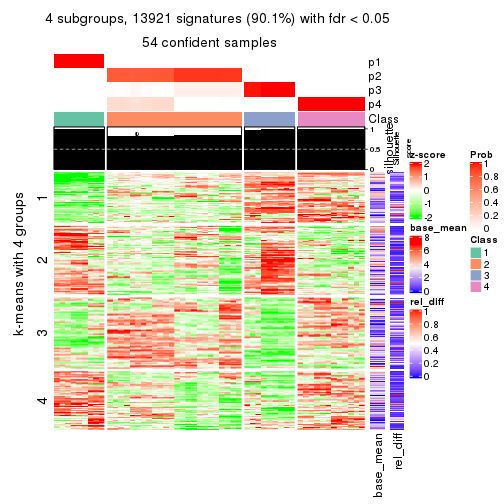 4 subgroups, 13921 signatures (90.1%) with fdr < 0.05
54 confident samples
p1
p2
p3
p4
Class
silhouette
1
0.5
0
Silhouette
score
k-means with 4 groups
1
2
3
4
base_mean
rel_diff
z-score
2
1
0
-1
-2
base_mean
8
6
4
2
0
rel_diff
1
0.8
0.6
0.4
0.2
0
Prob
1
0.8
0.6
0.4
0.2
0
Class
1
2
3
4